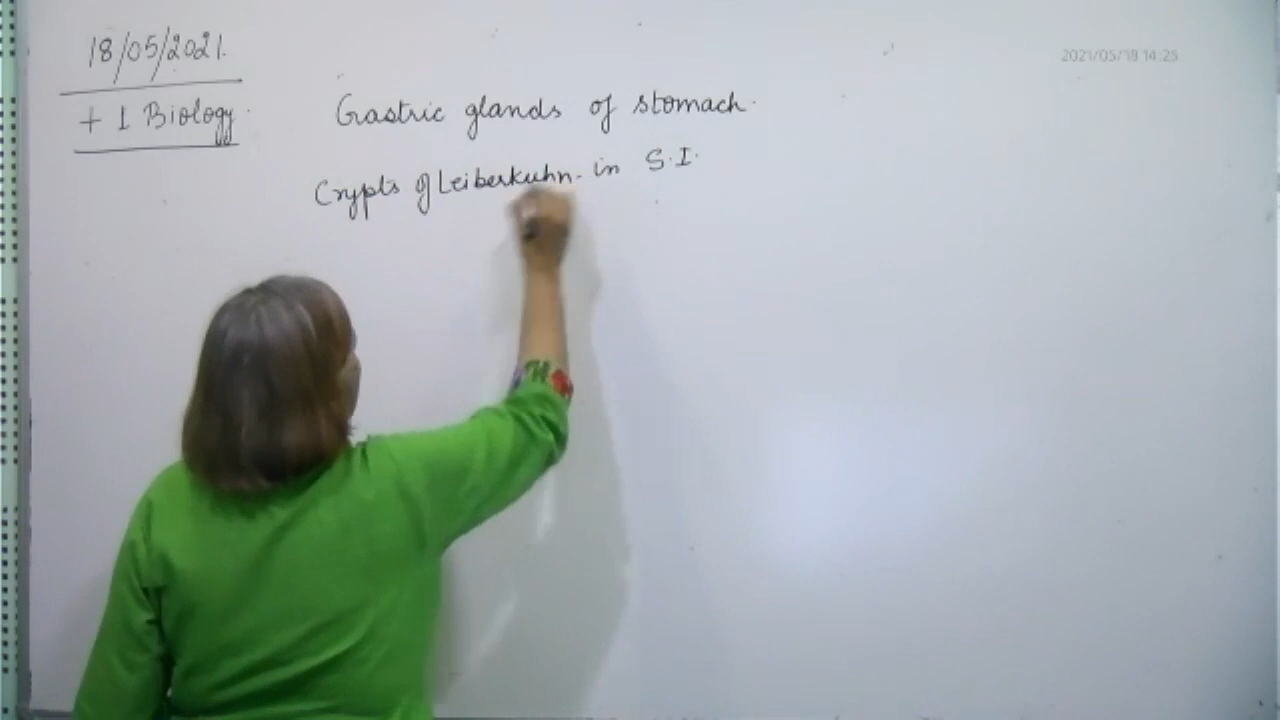 18/05/2021.
+ 1 Biology.
2021/05/18 14:25
Gastric glands of stomach.
Crypts of Leiberkuhn in S.I.